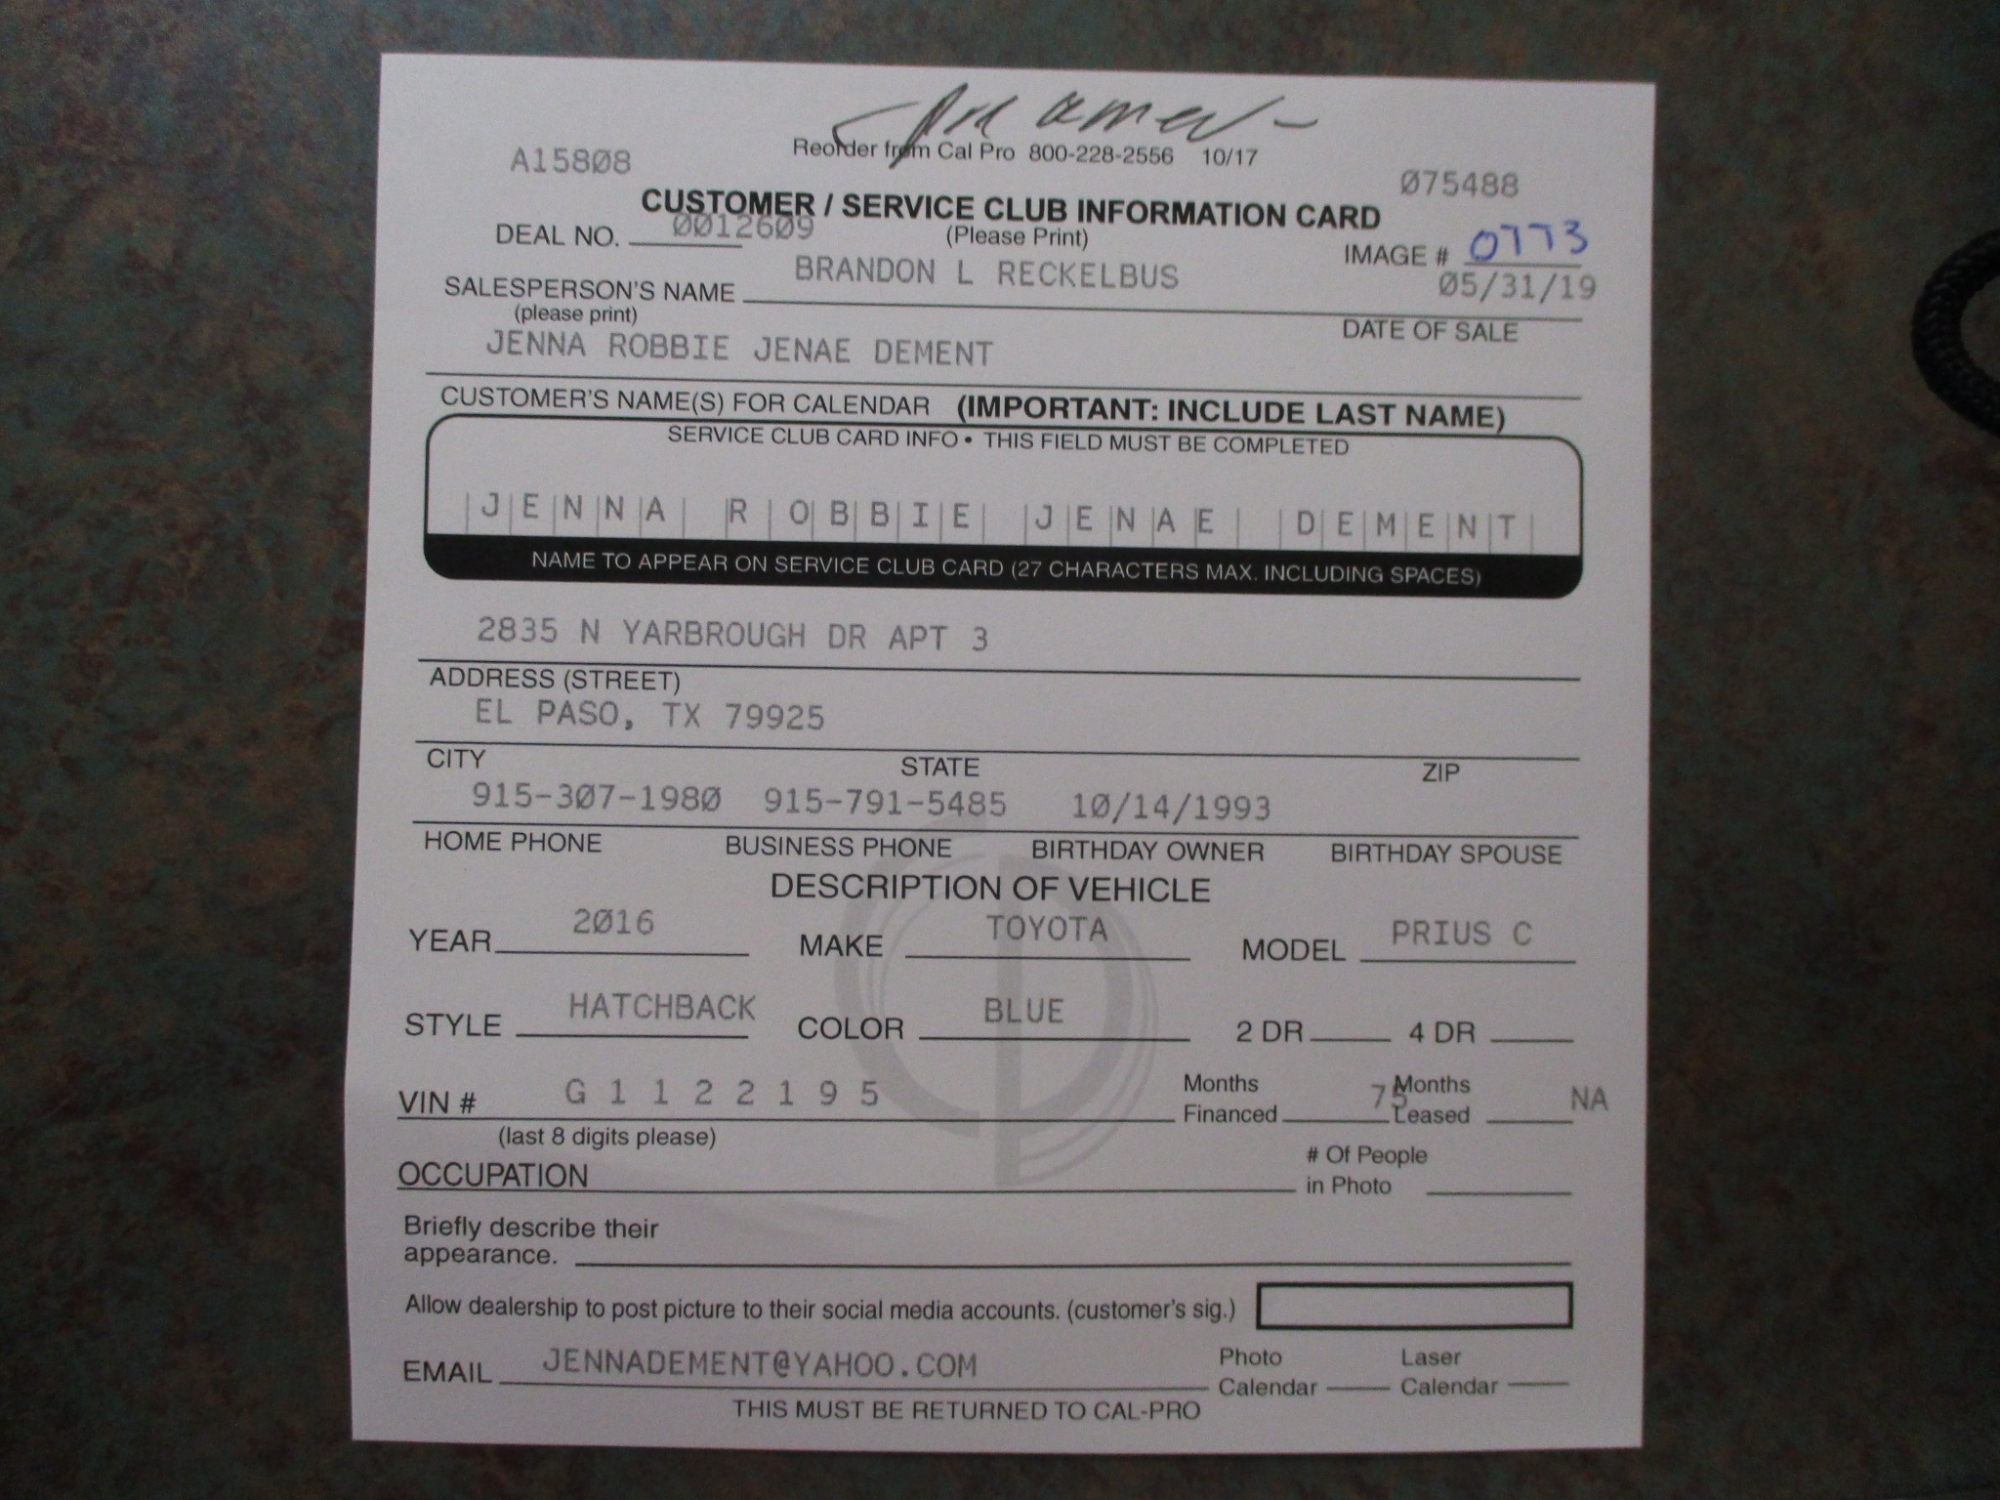 Reorder from Cal Pro 800-228-2556 10/17
A15808 075488
CUSTOMER / SERVICE CLUB INFORMATION CARD
DEAL NO. 0012609 (Please Print) IMAGE # 0773
SALESPERSON'S NAME BRANDON L RECKELBUS 05/31/19
(please print) DATE OF SALE
JENNA ROBBIE JENAE DEMENT
CUSTOMER'S NAME(S) FOR CALENDAR (IMPORTANT: INCLUDE LAST NAME)
SERVICE CLUB CARD INFO • THIS FIELD MUST BE COMPLETED
JENNA ROBBIE JENAE DEMENT
NAME TO APPEAR ON SERVICE CLUB CARD (27 CHARACTERS MAX. INCLUDING SPACES)
2835 N YARBROUGH DR APT 3
ADDRESS (STREET)
EL PASO, TX 79925
CITY STATE ZIP
915-307-1980 915-791-5485 10/14/1993
HOME PHONE BUSINESS PHONE BIRTHDAY OWNER BIRTHDAY SPOUSE
DESCRIPTION OF VEHICLE
YEAR 2016 MAKE TOYOTA MODEL PRIUS C
STYLE HATCHBACK COLOR BLUE 2 DR 4 DR
VIN # G1122195 Months Financed 75 Months Leased NA
(last 8 digits please)
OCCUPATION # Of People in Photo
Briefly describe their
appearance.
Allow dealership to post picture to their social media accounts. (customer's sig.)
EMAIL JENNADEMENT@YAHOO.COM Photo Calendar Laser Calendar
THIS MUST BE RETURNED TO CAL-PRO